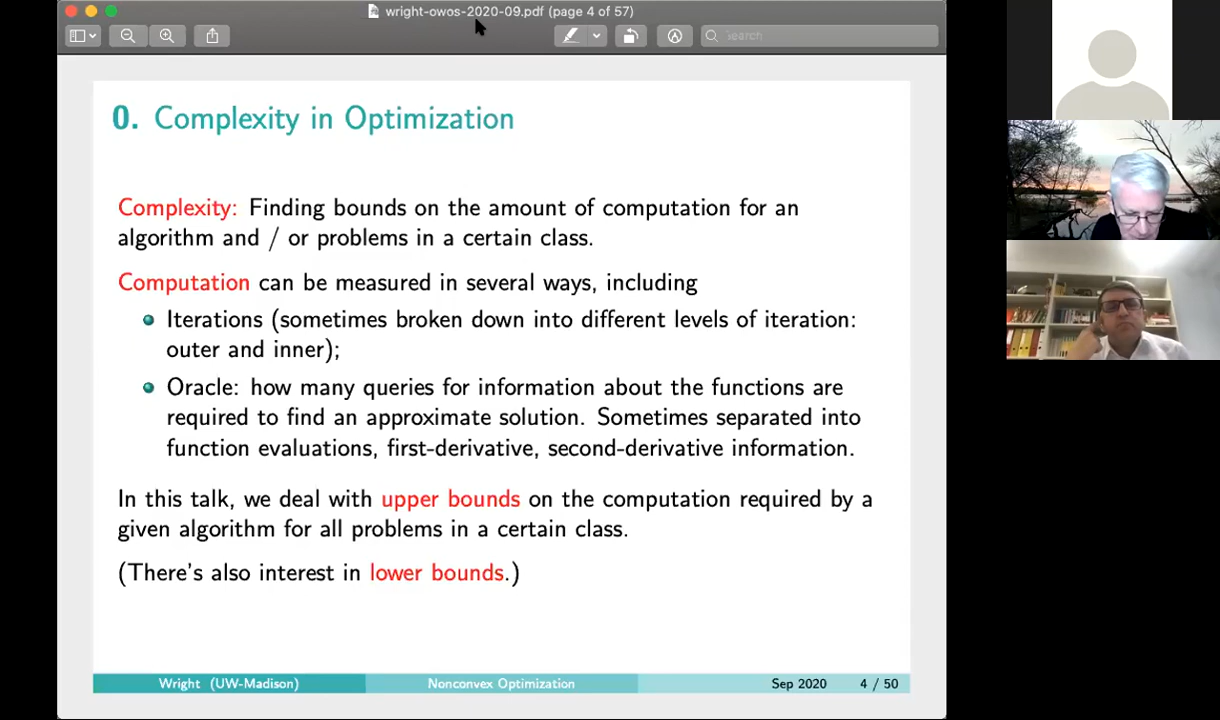 wright-owos-2020-09.pdf (page 4 of 57)
Search
0. Complexity in Optimization
Complexity: Finding bounds on the amount of computation for an
algorithm and / or problems in a certain class.
Computation can be measured in several ways, including
Iterations (sometimes broken down into different levels of iteration:
outer and inner);
Oracle: how many queries for information about the functions are
required to find an approximate solution. Sometimes separated into
function evaluations, first-derivative, second-derivative information.
In this talk, we deal with upper bounds on the computation required by a
given algorithm for all problems in a certain class.
(There's also interest in lower bounds.)
Wright (UW-Madison) Nonconvex Optimization Sep 2020 4 / 50